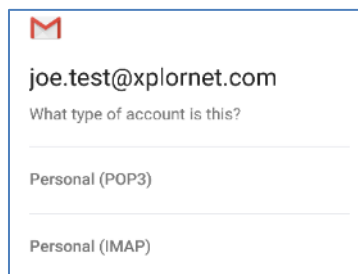 joe.test@xplornet.com
What type of account is this?
Personal (POP3)
Personal (IMAP)